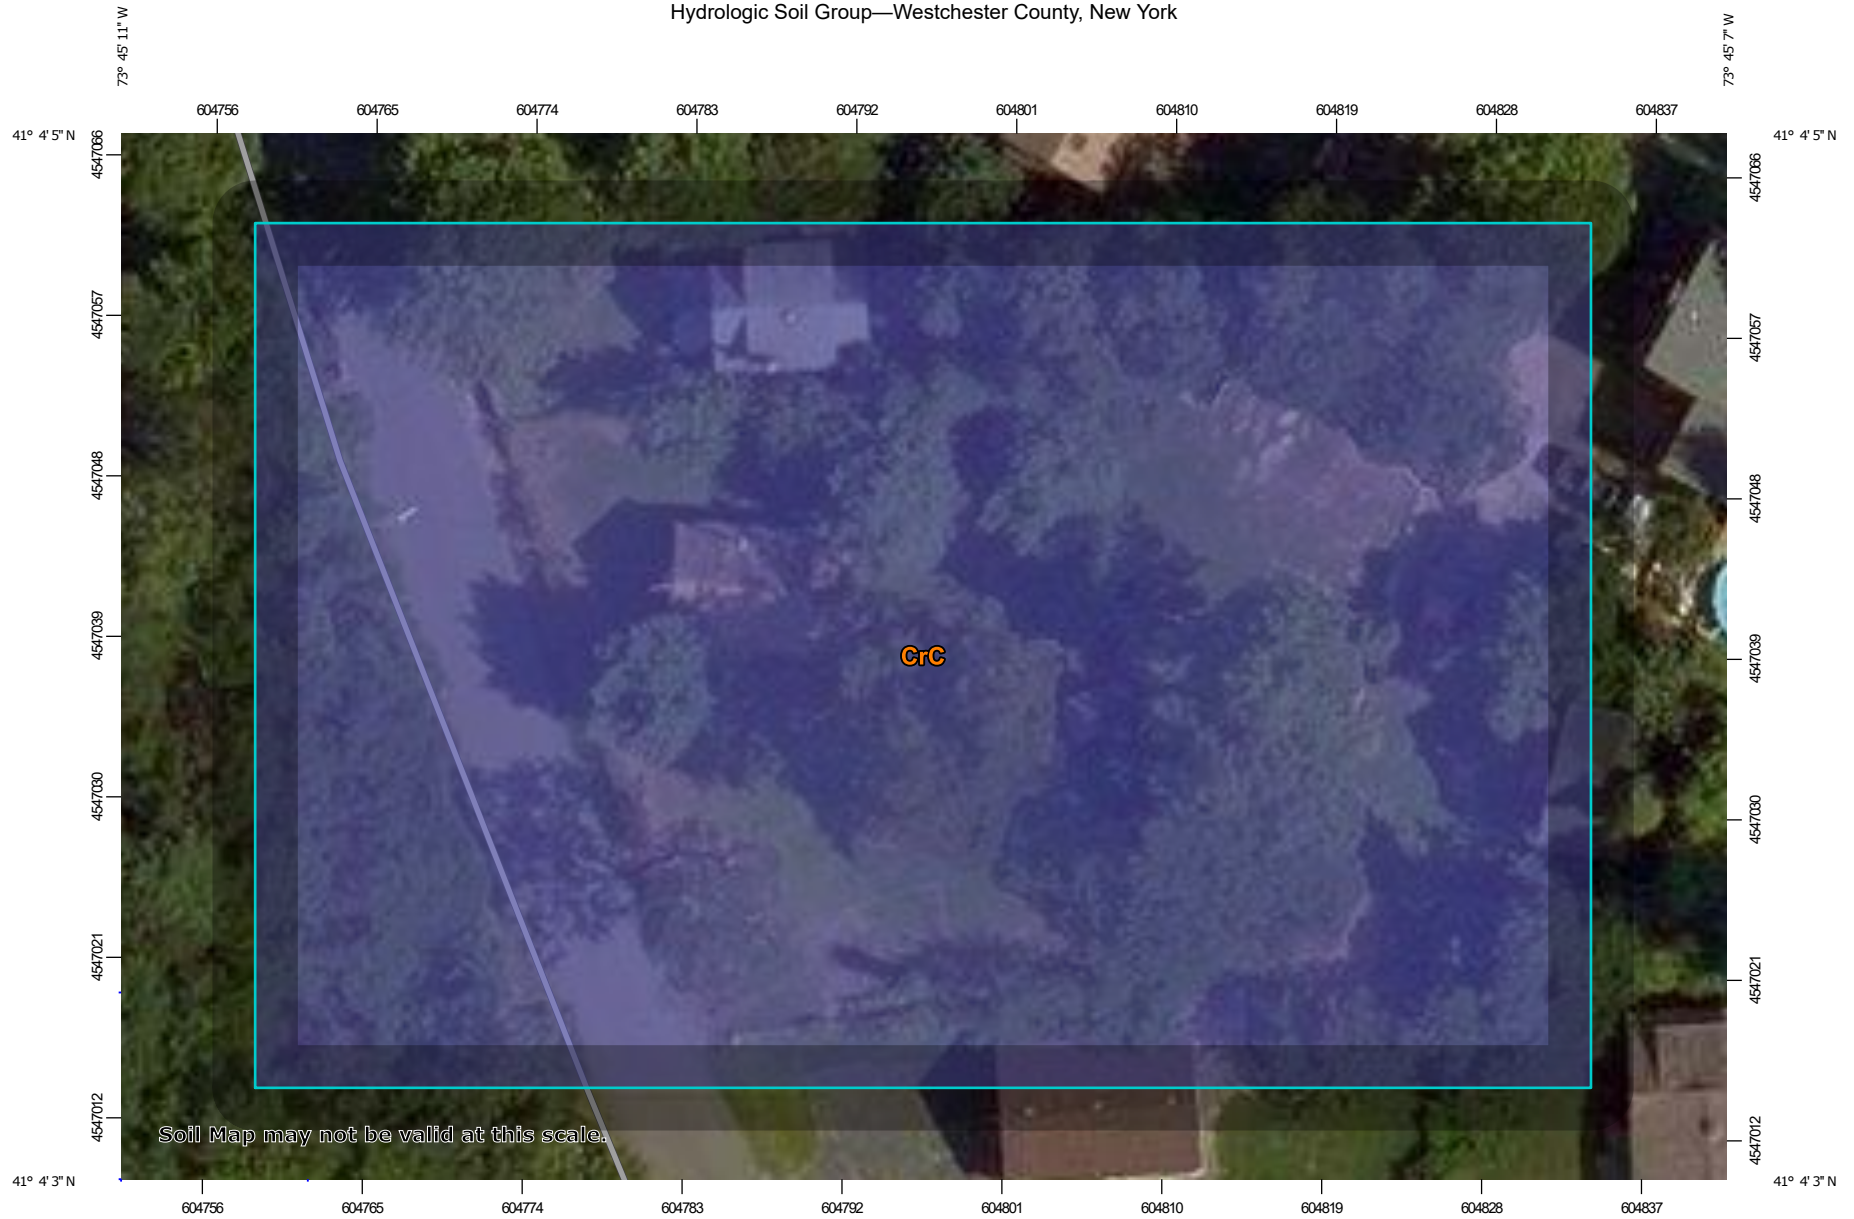 Hydrologic Soil Group—Westchester County, New York
73° 45' 11'' W
73° 45' 7'' W
604756 604765 604774 604783 604792 604801 604810 604819 604828 604837
41° 4' 5'' N
41° 4' 5'' N
4547066
4547066
4547057
4547057
4547048
4547048
4547039
4547039
CrC
4547030
4547030
4547021
4547021
4547012
4547012
Soil Map may not be valid at this scale.
41° 4' 3'' N
41° 4' 3'' N
604756 604765 604774 604783 604792 604801 604810 604819 604828 604837